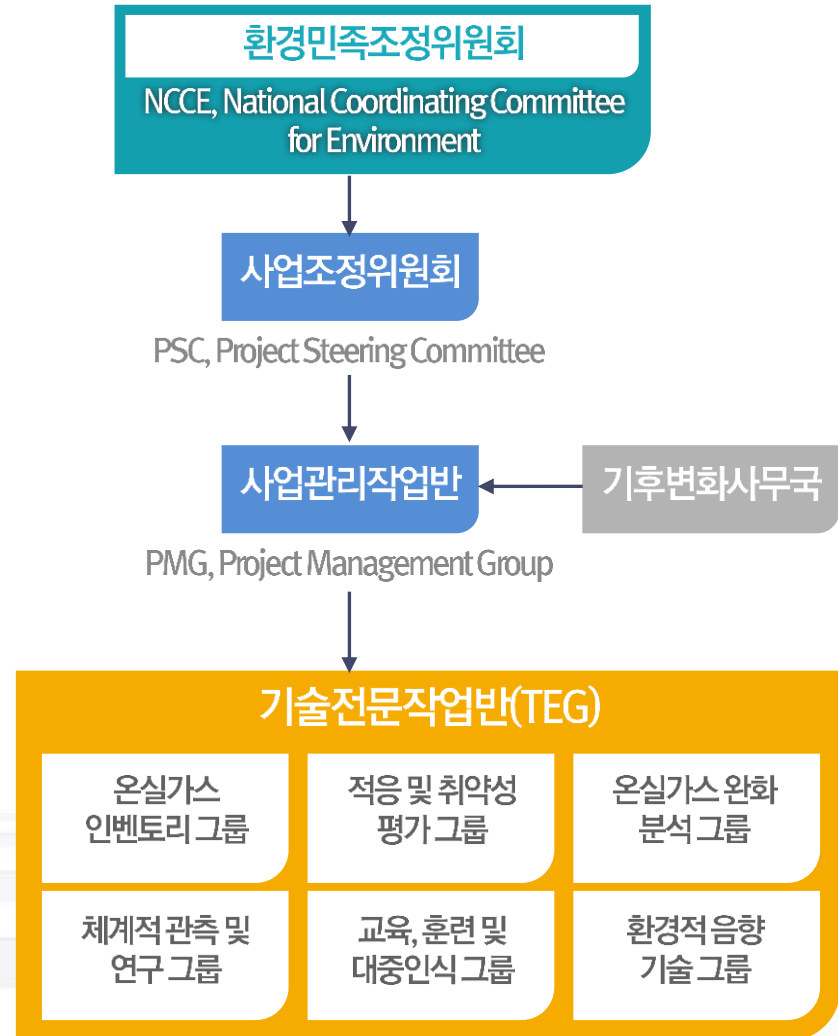 환경민족조정위원회
NCCE, National Coordinating Committee
for Environment
사업조정위원회
PSC, Project Steering Committee
사업관리작업반
기후변화사무국
PMG, Project Management Group
기술전문작업반(TEG)
온실가스
인벤토리 그룹
적응 및 취약성
평가 그룹
온실가스 완화
분석 그룹
체계적 관측 및
연구 그룹
교육, 훈련 및
대중인식 그룹
환경적 음향
기술 그룹